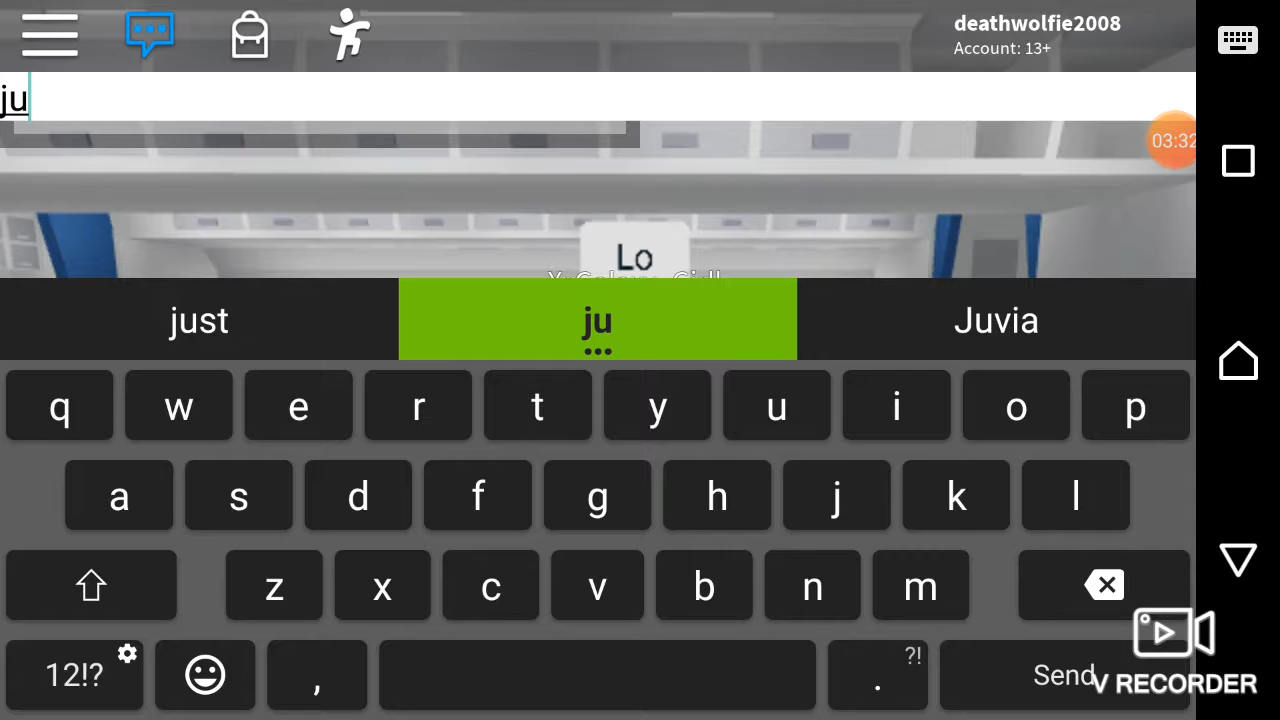 deathwolfie2008
Account: 13+
ju
03:32
Lo
just ju Juvia
q w e r t y u i o p
a s d f g h j k l
z x c v b n m
12!? , . ?! Send
V RECORDER